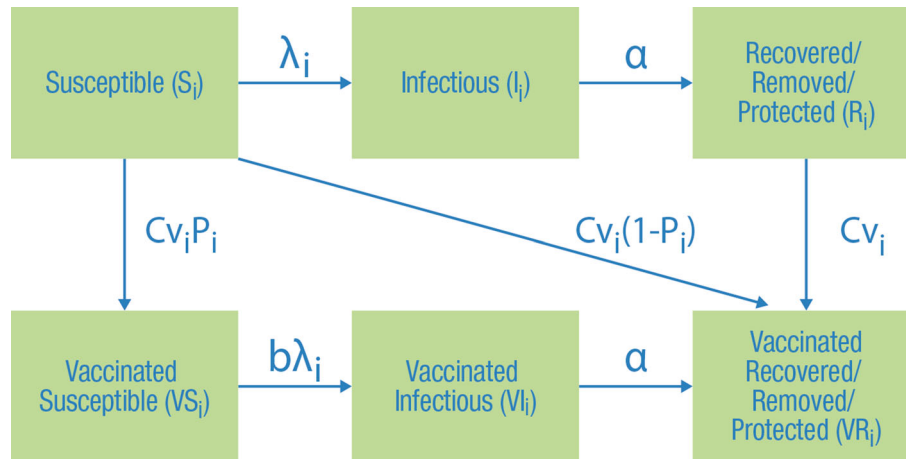 Susceptible (Si)
λi
Infectious (Ii)
α
Recovered/
Removed/
Protected (Ri)
CviPi
Cvi(1-Pi)
Cvi
Vaccinated
Susceptible (VSi)
bλi
Vaccinated
Infectious (VIi)
α
Vaccinated
Recovered/
Removed/
Protected (VRi)